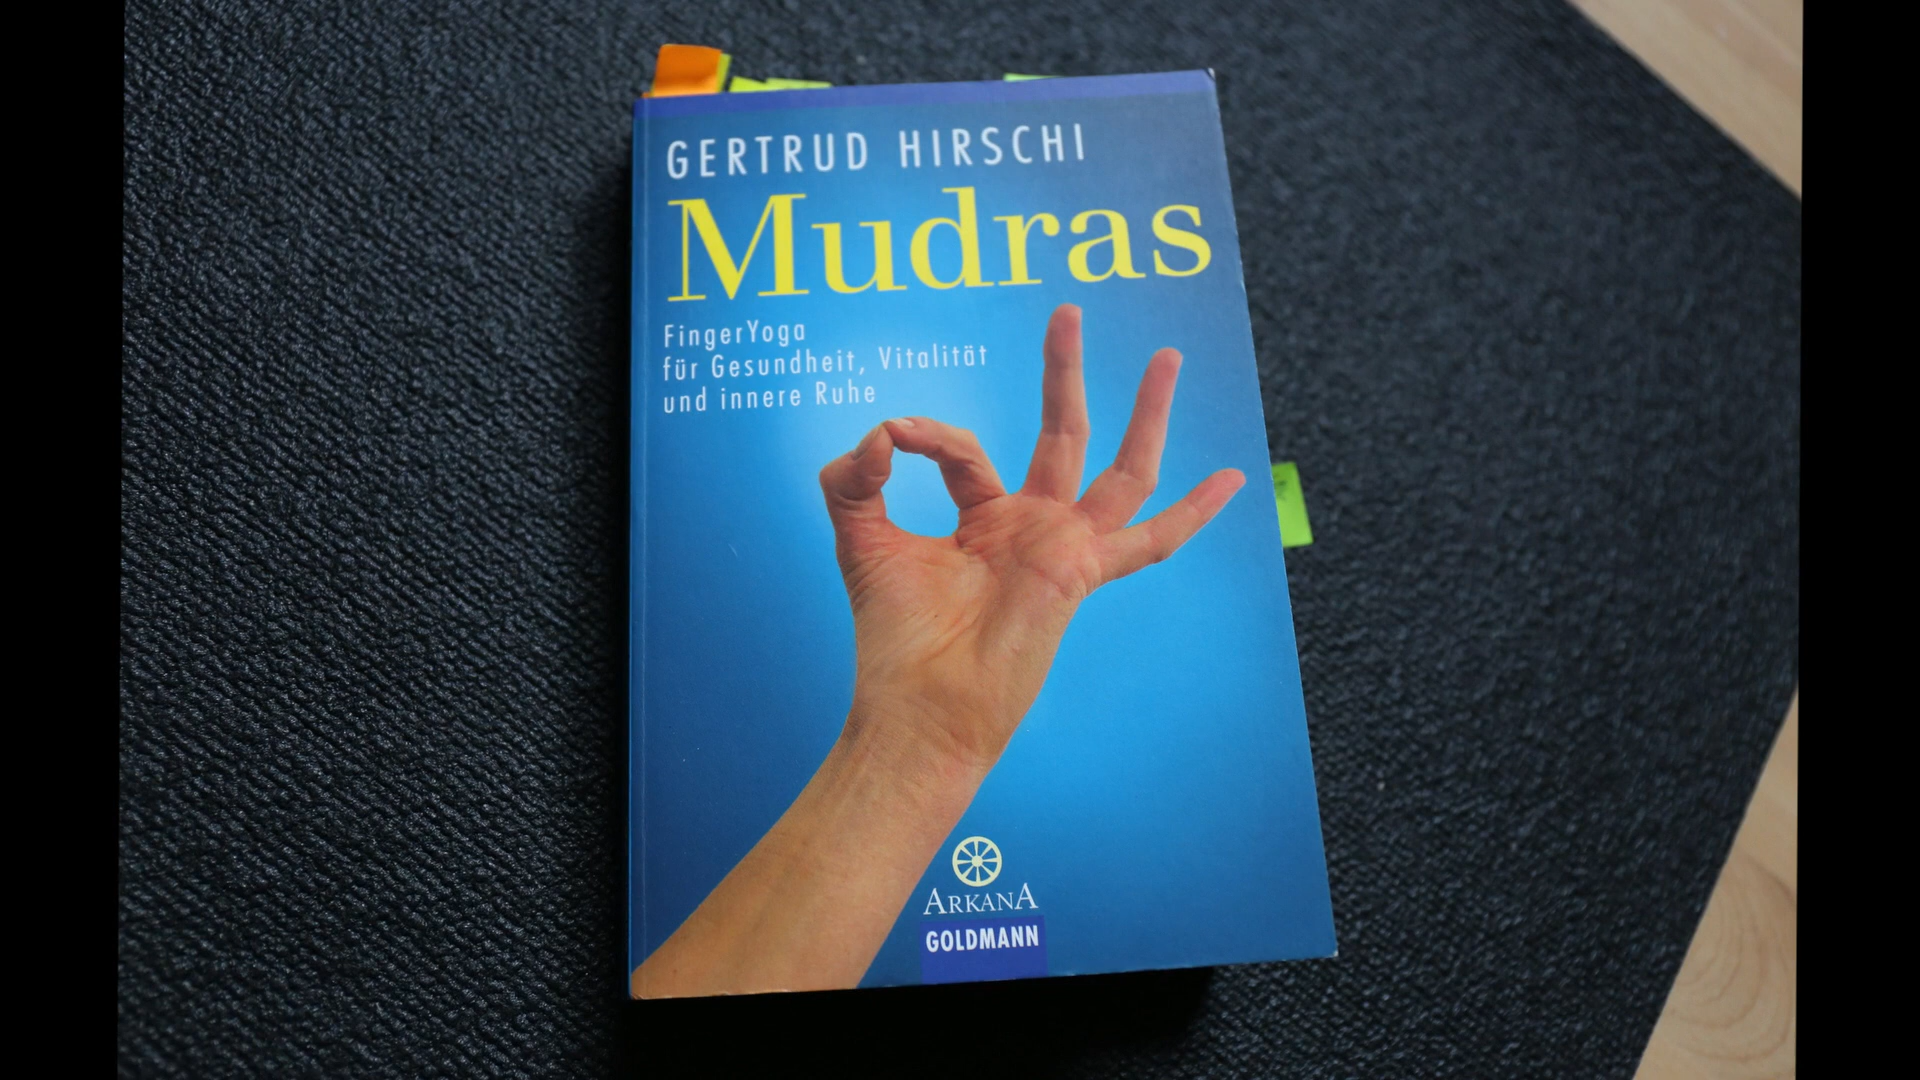 GERTRUD HIRSCHI
Mudras
FingerYoga
für Gesundheit, Vitalität
und innere Ruhe
ARKANA
GOLDMANN